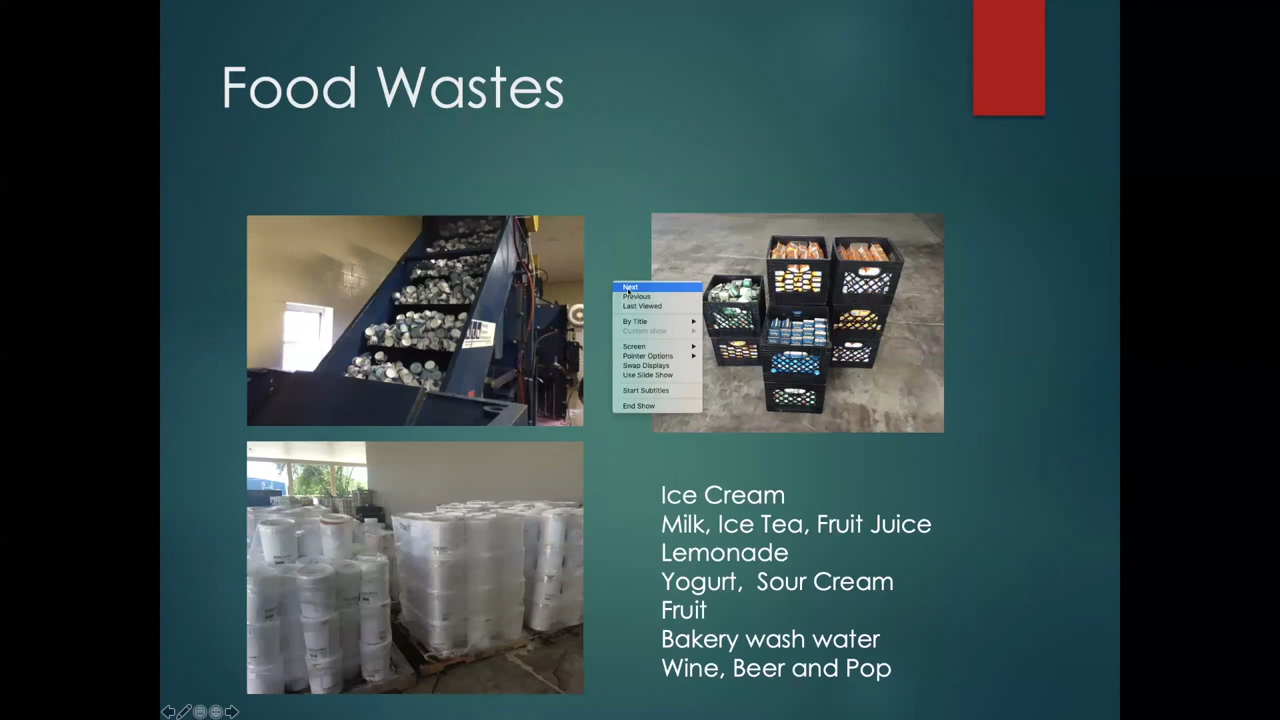 Food Wastes
Next
Previous
Last Viewed
By Title
Custom show
Screen
Pointer Options
Swap Displays
Use Slide Show
Start Subtitles
End Show
Ice Cream
Milk, Ice Tea, Fruit Juice
Lemonade
Yogurt, Sour Cream
Fruit
Bakery wash water
Wine, Beer and Pop